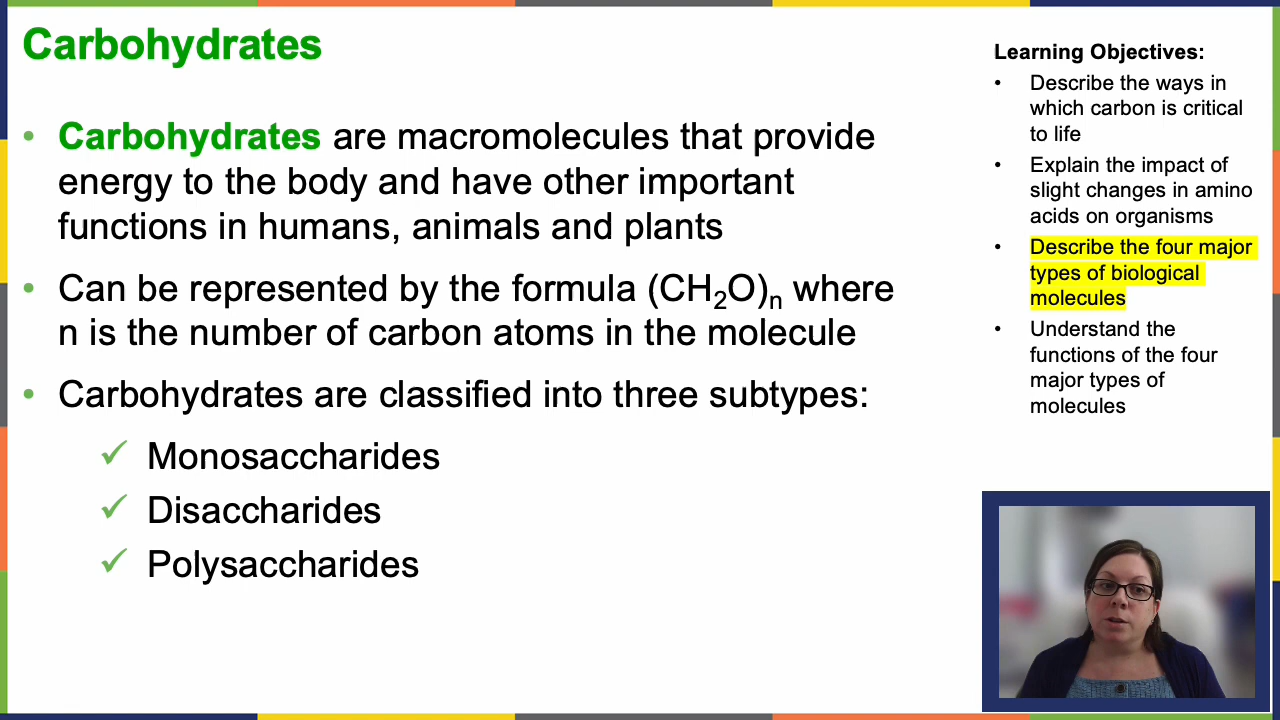 Carbohydrates
• Carbohydrates are macromolecules that provide
energy to the body and have other important
functions in humans, animals and plants
• Can be represented by the formula (CH₂O)ₙ where
n is the number of carbon atoms in the molecule
• Carbohydrates are classified into three subtypes:
✓ Monosaccharides
✓ Disaccharides
✓ Polysaccharides
Learning Objectives:
• Describe the ways in
which carbon is critical
to life
• Explain the impact of
slight changes in amino
acids on organisms
• Describe the four major
types of biological
molecules
• Understand the
functions of the four
major types of
molecules